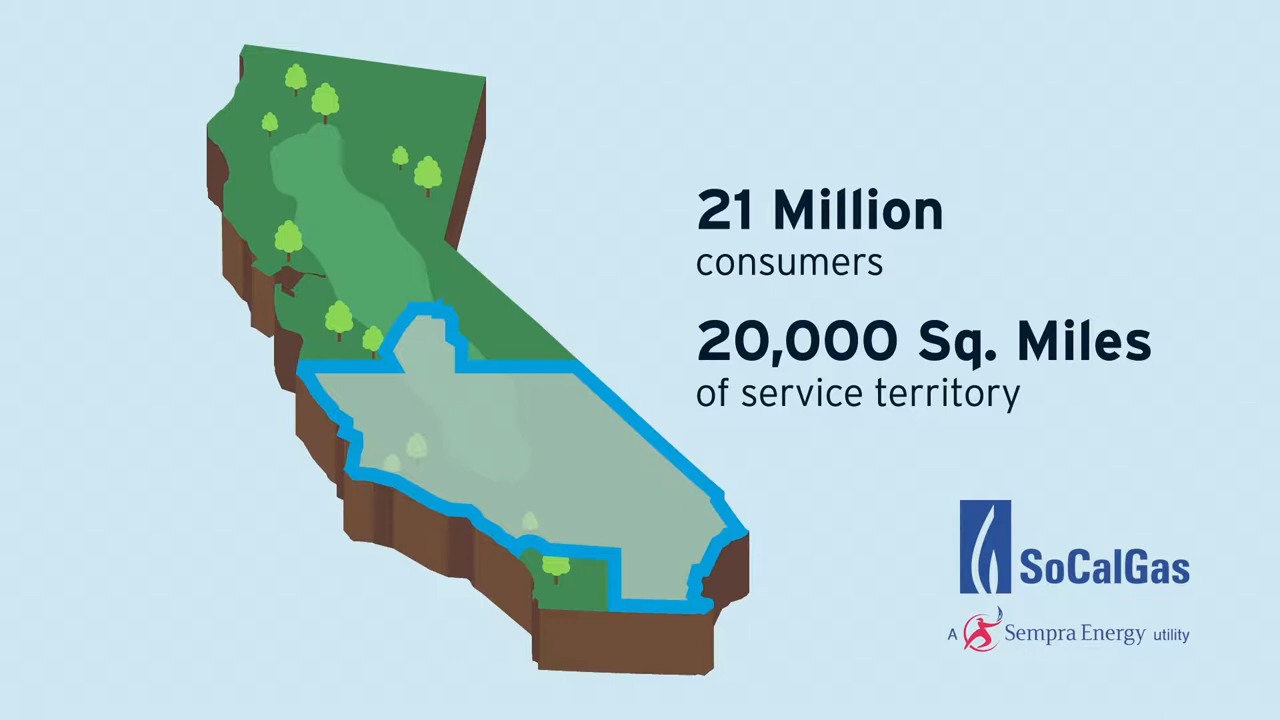 21 Million
consumers
20,000 Sq. Miles
of service territory
SoCalGas
A Sempra Energy utility